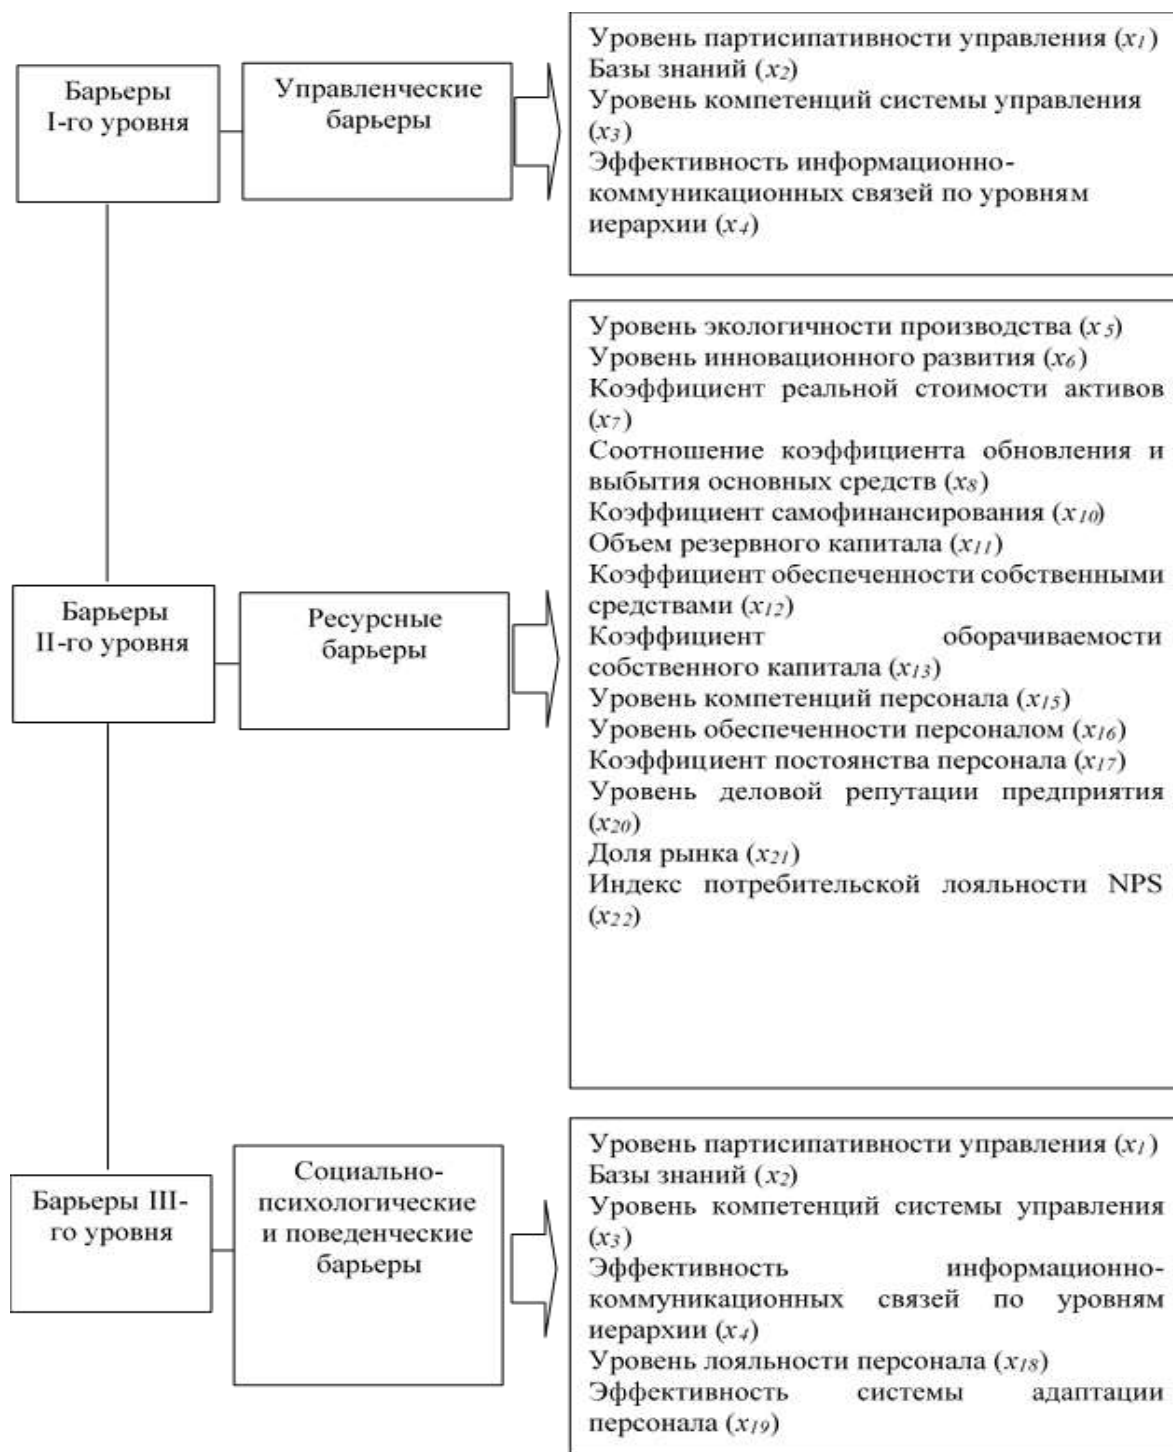 Барьеры
I-го уровня
Управленческие
барьеры
Уровень партисипативности управления (x1)
Базы знаний (x2)
Уровень компетенций системы управления
(x3)
Эффективность информационно-
коммуникационных связей по уровням
иерархии (x4)
Барьеры
II-го уровня
Ресурсные
барьеры
Уровень экологичности производства (x5)
Уровень инновационного развития (x6)
Коэффициент реальной стоимости активов
(x7)
Соотношение коэффициента обновления и
выбытия основных средств (x8)
Коэффициент самофинансирования (x10)
Объем резервного капитала (x11)
Коэффициент обеспеченности собственными
средствами (x12)
Коэффициент оборачиваемости
собственного капитала (x13)
Уровень компетенций персонала (x15)
Уровень обеспеченности персоналом (x16)
Коэффициент постоянства персонала (x17)
Уровень деловой репутации предприятия
(x20)
Доля рынка (x21)
Индекс потребительской лояльности NPS
(x22)
Барьеры III-
го уровня
Социально-
психологические
и поведенческие
барьеры
Уровень партисипативности управления (x1)
Базы знаний (x2)
Уровень компетенций системы управления
(x3)
Эффективность информационно-
коммуникационных связей по уровням
иерархии (x4)
Уровень лояльности персонала (x18)
Эффективность системы адаптации
персонала (x19)